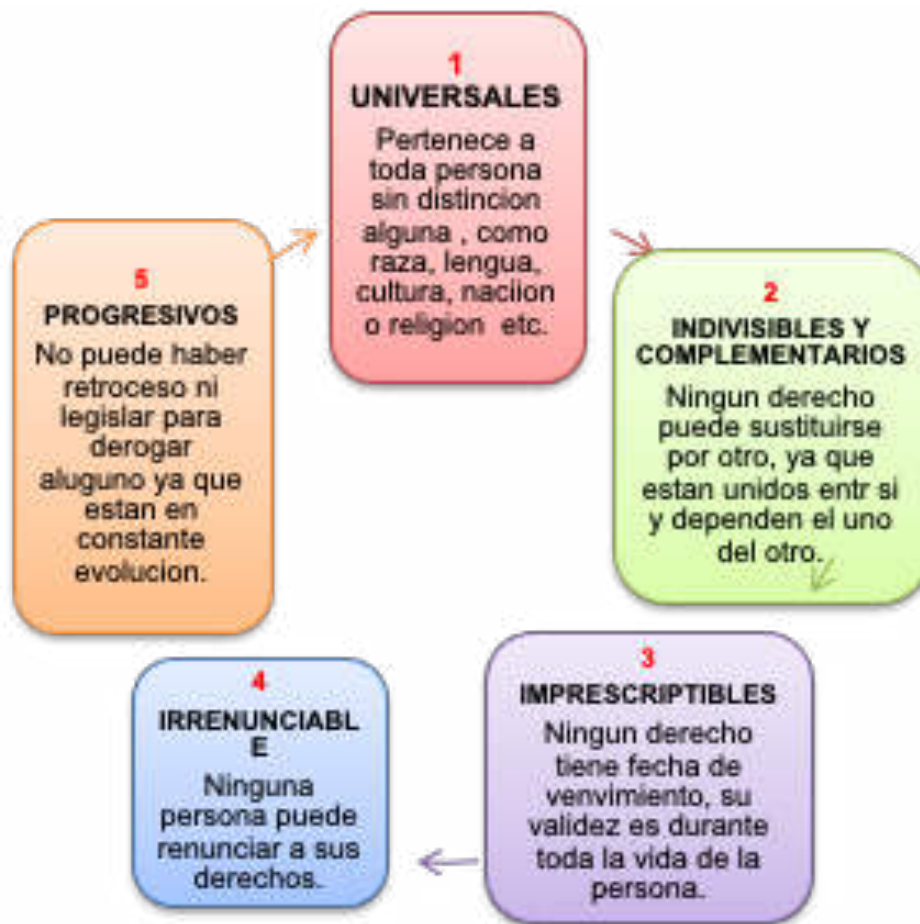 1
UNIVERSALES
Pertenece a
toda persona
sin distincion
alguna , como
raza, lengua,
cultura, naciion
o religion etc.
2
INDIVISIBLES Y
COMPLEMENTARIOS
Ningun derecho
puede sustituirse
por otro, ya que
estan unidos entr si
y dependen el uno
del otro.
3
IMPRESCRIPTIBLES
Ningun derecho
tiene fecha de
venvimiento, su
validez es durante
toda la vida de la
persona.
4
IRRENUNCIABL
E
Ninguna
persona puede
renunciar a sus
derechos.
5
PROGRESIVOS
No puede haber
retroceso ni
legislar para
derogar
aluguno ya que
estan en
constante
evolucion.